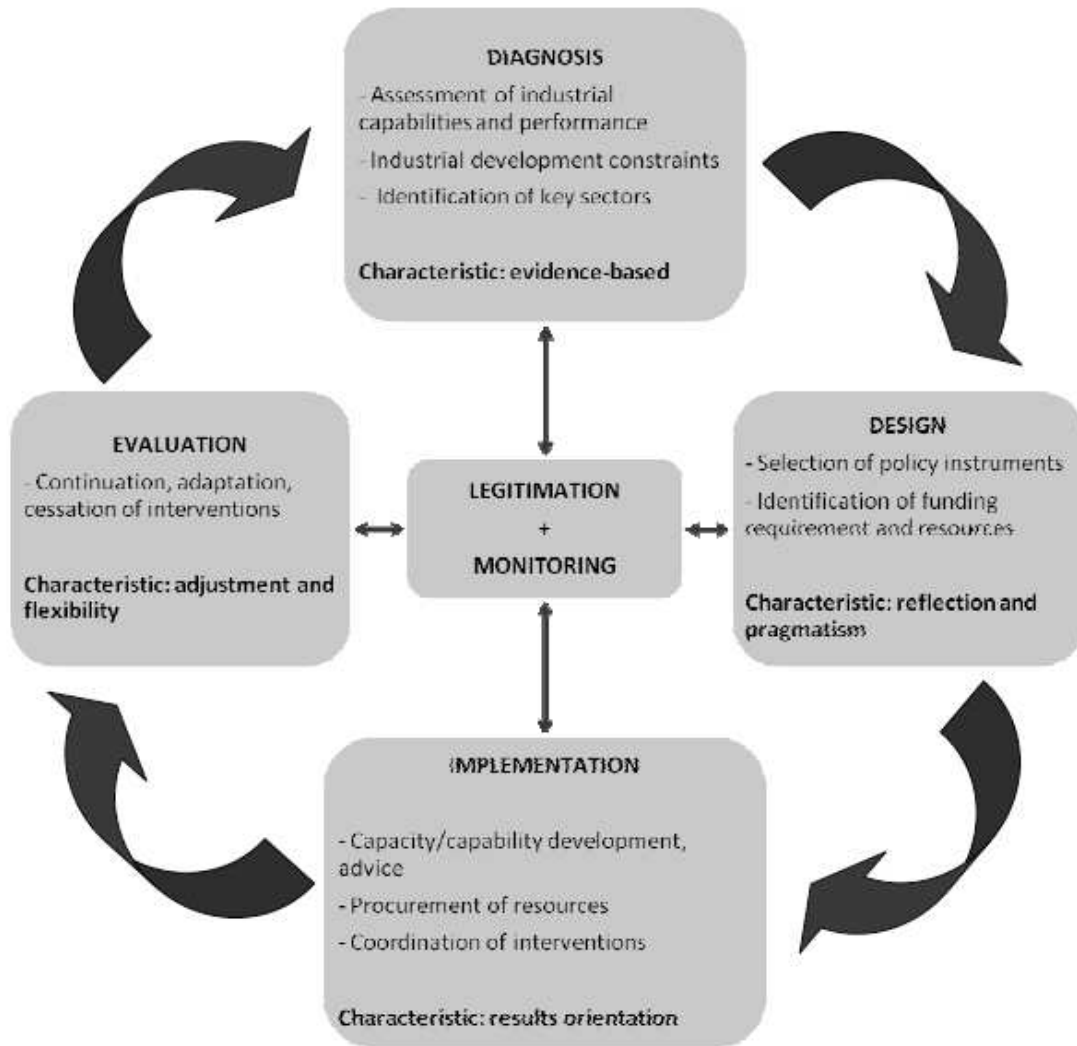 DIAGNOSIS
- Assessment of industrial
capabilities and performance
- Industrial development constraints
- Identification of key sectors
Characteristic: evidence-based
EVALUATION
- Continuation, adaptation,
cessation of interventions
Characteristic: adjustment and
flexibility
LEGITIMATION
+
MONITORING
DESIGN
- Selection of policy instruments
- Identification of funding
requirement and resources
Characteristic: reflection and
pragmatism
IMPLEMENTATION
- Capacity/capability development,
advice
- Procurement of resources
- Coordination of interventions
Characteristic: results orientation